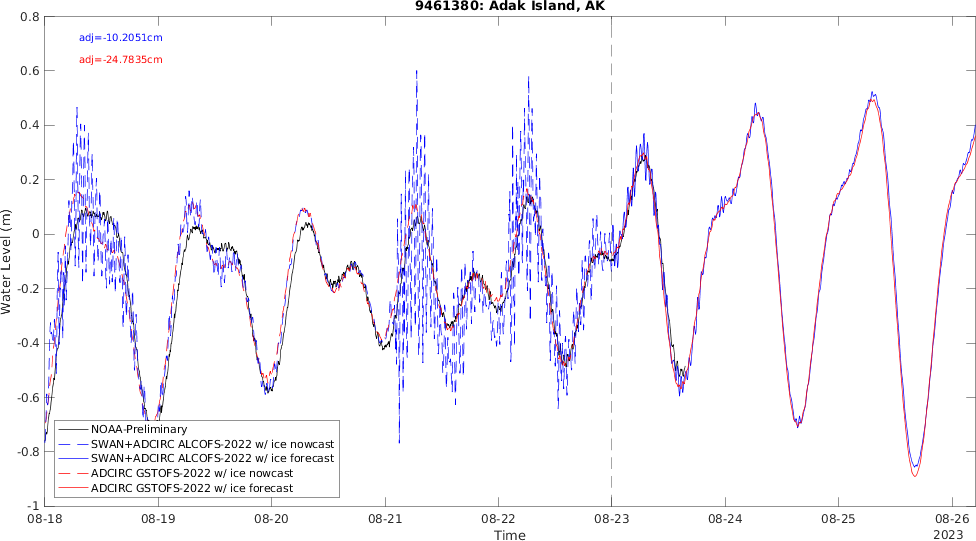 9461380: Adak Island, AK
adj=-10.2051cm
adj=-24.7835cm
Water Level (m)
0.8
0.6
0.4
0.2
0
-0.2
-0.4
-0.6
-0.8
-1
NOAA-Preliminary
SWAN+ADCIRC ALCOFS-2022 w/ ice nowcast
SWAN+ADCIRC ALCOFS-2022 w/ ice forecast
ADCIRC GSTOFS-2022 w/ ice nowcast
ADCIRC GSTOFS-2022 w/ ice forecast
08-18 08-19 08-20 08-21 08-22 08-23 08-24 08-25 08-26
Time
2023